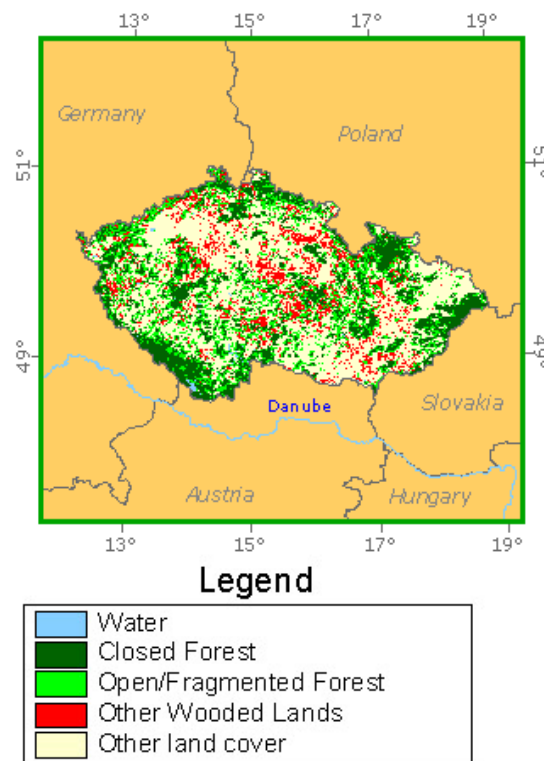 13° 15° 17° 19°
Germany
Poland
51° 51°
49° 49°
Danube
Slovakia
Austria
Hungary
13° 15° 17° 19°
Legend
Water
Closed Forest
Open/Fragmented Forest
Other Wooded Lands
Other land cover